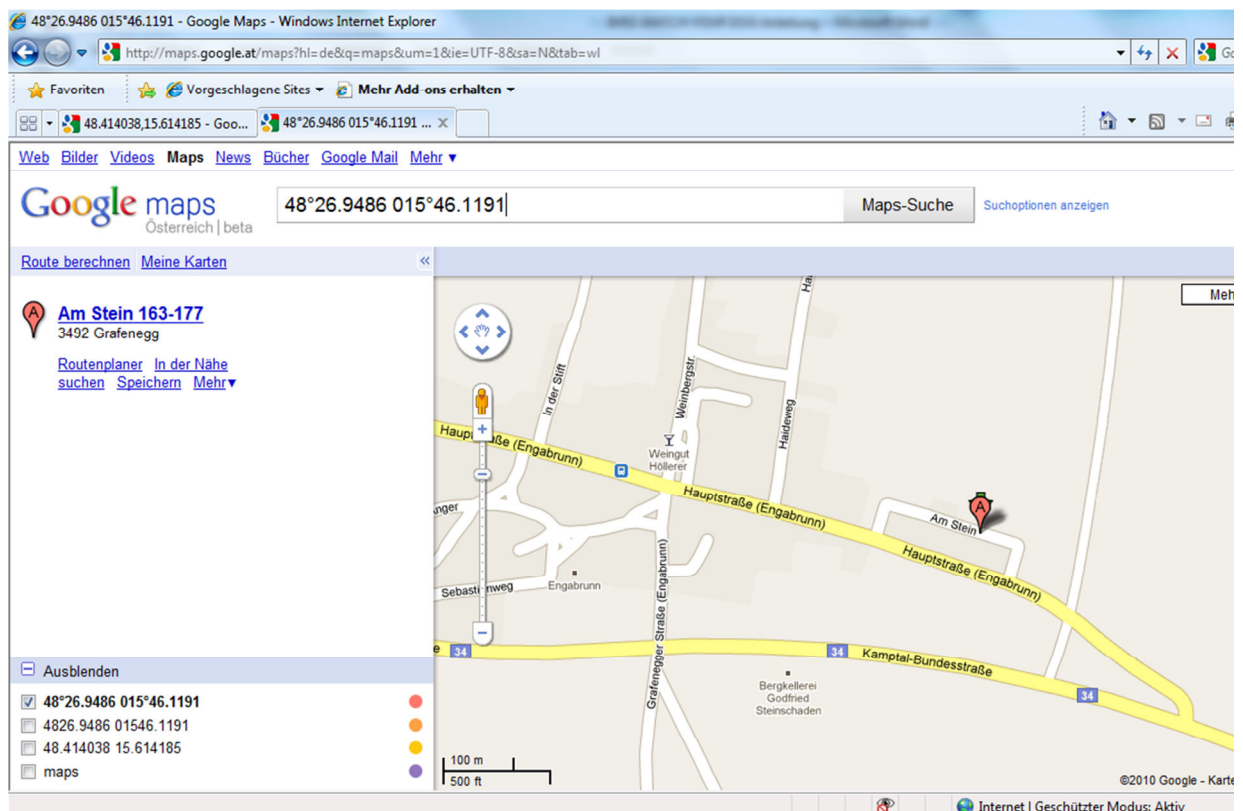 48°26.9486 015°46.1191 - Google Maps - Windows Internet Explorer
http://maps.google.at/maps?hl=de&q=maps&um=1&ie=UTF-8&sa=N&tab=wl
Favoriten Vorgeschlagene Sites Mehr Add-ons erhalten
48.414038,15.614185 - Goo... 48°26.9486 015°46.1191 ...
Web Bilder Videos Maps News Bücher Google Mail Mehr
Google maps
Österreich | beta
48°26.9486 015°46.1191
Maps-Suche
Suchoptionen anzeigen
Route berechnen Meine Karten «
A
Am Stein 163-177
3492 Grafenegg
Routenplaner In der Nähe
suchen Speichern Mehr
Ausblenden
48°26.9486 015°46.1191
4826.9486 01546.1191
48.414038 15.614185
maps
Meh
In der Stift
Weinbergstr.
Haideweg
Weingut
Höllerer
Hauptstraße (Engabrunn)
Hauptstraße (Engabrunn)
A
Am Stein
Hauptstraße (Engabrunn)
nger
Engabrunn
Grafenegger Straße (Engabrunn)
34
34
Kamptal-Bundesstraße
34
Bergkellerei
Godfried
Steinschaden
100 m
500 ft
©2010 Google - Karte
Internet | Geschützter Modus: Aktiv